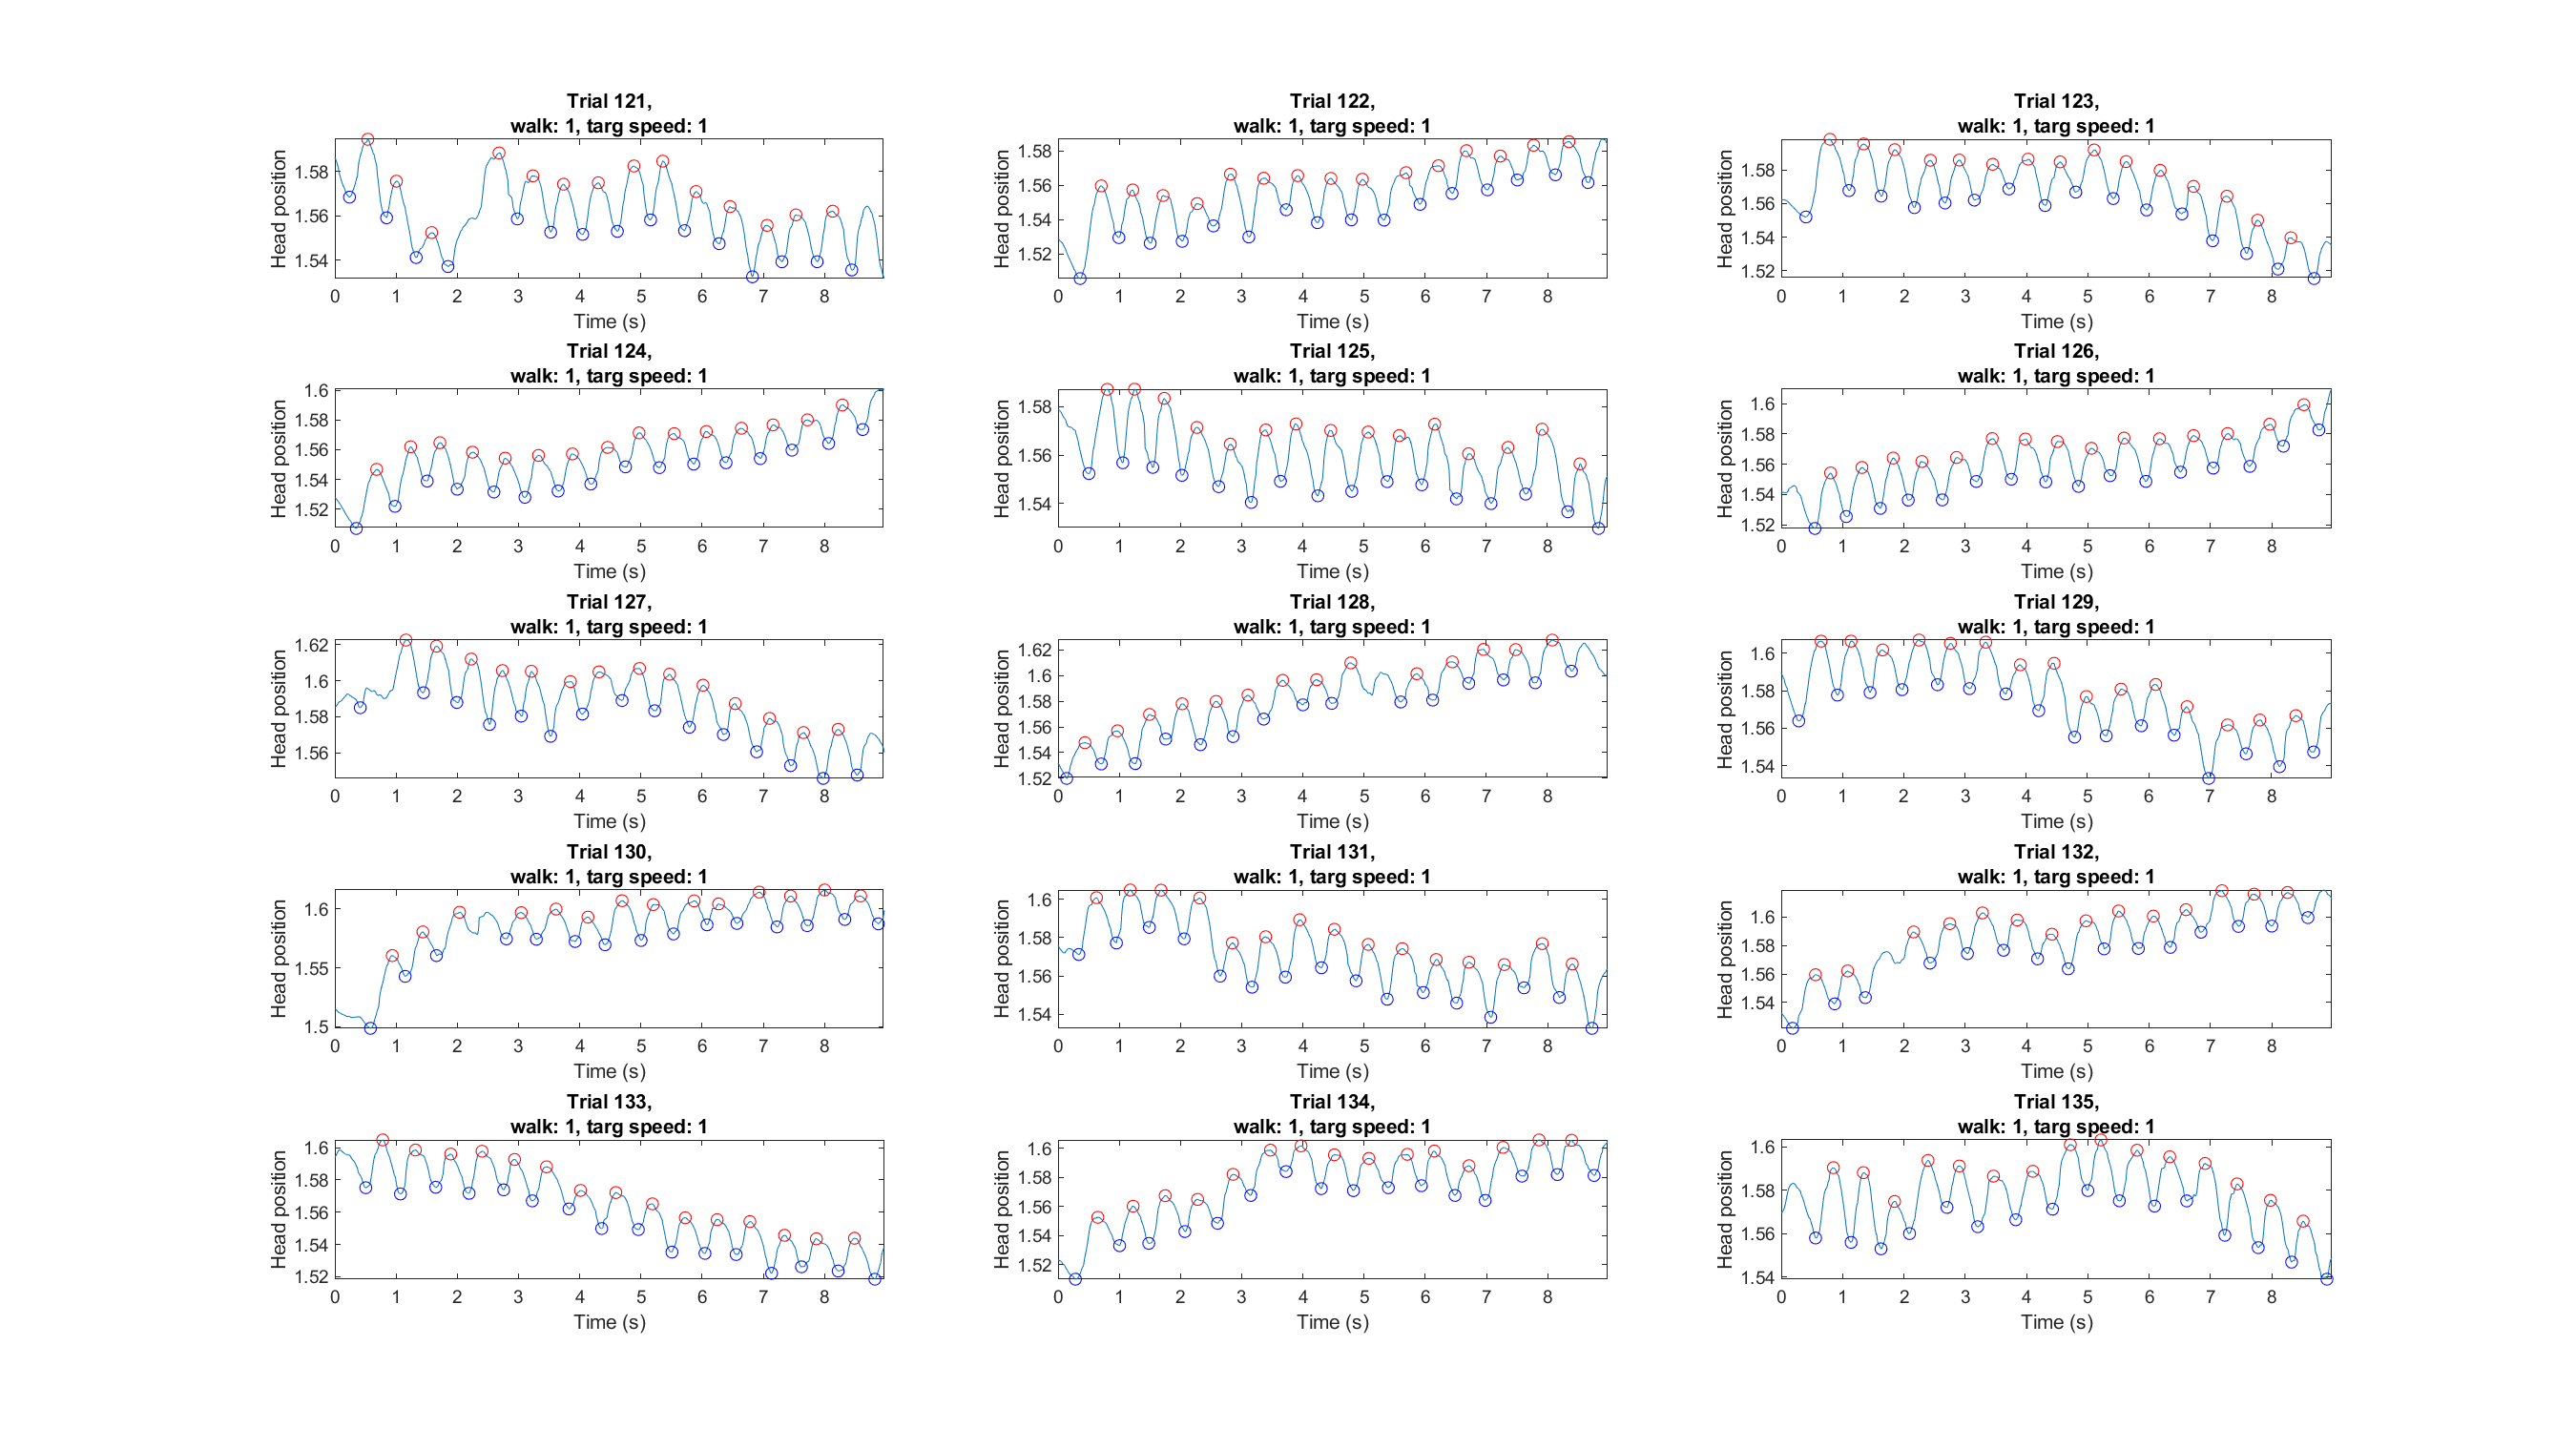 Trial 121,
walk: 1, targ speed: 1
Head position
1.58
1.56
1.54
0 1 2 3 4 5 6 7 8
Time (s)
Trial 122,
walk: 1, targ speed: 1
Head position
1.58
1.56
1.54
1.52
0 1 2 3 4 5 6 7 8
Time (s)
Trial 123,
walk: 1, targ speed: 1
Head position
1.58
1.56
1.54
1.52
0 1 2 3 4 5 6 7 8
Time (s)
Trial 124,
walk: 1, targ speed: 1
Head position
1.6
1.58
1.56
1.54
1.52
0 1 2 3 4 5 6 7 8
Time (s)
Trial 125,
walk: 1, targ speed: 1
Head position
1.58
1.56
1.54
0 1 2 3 4 5 6 7 8
Time (s)
Trial 126,
walk: 1, targ speed: 1
Head position
1.6
1.58
1.56
1.54
1.52
0 1 2 3 4 5 6 7 8
Time (s)
Trial 127,
walk: 1, targ speed: 1
Head position
1.62
1.6
1.58
1.56
0 1 2 3 4 5 6 7 8
Time (s)
Trial 128,
walk: 1, targ speed: 1
Head position
1.62
1.6
1.58
1.56
1.54
1.52
0 1 2 3 4 5 6 7 8
Time (s)
Trial 129,
walk: 1, targ speed: 1
Head position
1.6
1.58
1.56
1.54
0 1 2 3 4 5 6 7 8
Time (s)
Trial 130,
walk: 1, targ speed: 1
Head position
1.6
1.55
1.5
0 1 2 3 4 5 6 7 8
Time (s)
Trial 131,
walk: 1, targ speed: 1
Head position
1.6
1.58
1.56
1.54
0 1 2 3 4 5 6 7 8
Time (s)
Trial 132,
walk: 1, targ speed: 1
Head position
1.6
1.58
1.56
1.54
0 1 2 3 4 5 6 7 8
Time (s)
Trial 133,
walk: 1, targ speed: 1
Head position
1.6
1.58
1.56
1.54
1.52
0 1 2 3 4 5 6 7 8
Time (s)
Trial 134,
walk: 1, targ speed: 1
Head position
1.6
1.58
1.56
1.54
1.52
0 1 2 3 4 5 6 7 8
Time (s)
Trial 135,
walk: 1, targ speed: 1
Head position
1.6
1.58
1.56
1.54
0 1 2 3 4 5 6 7 8
Time (s)